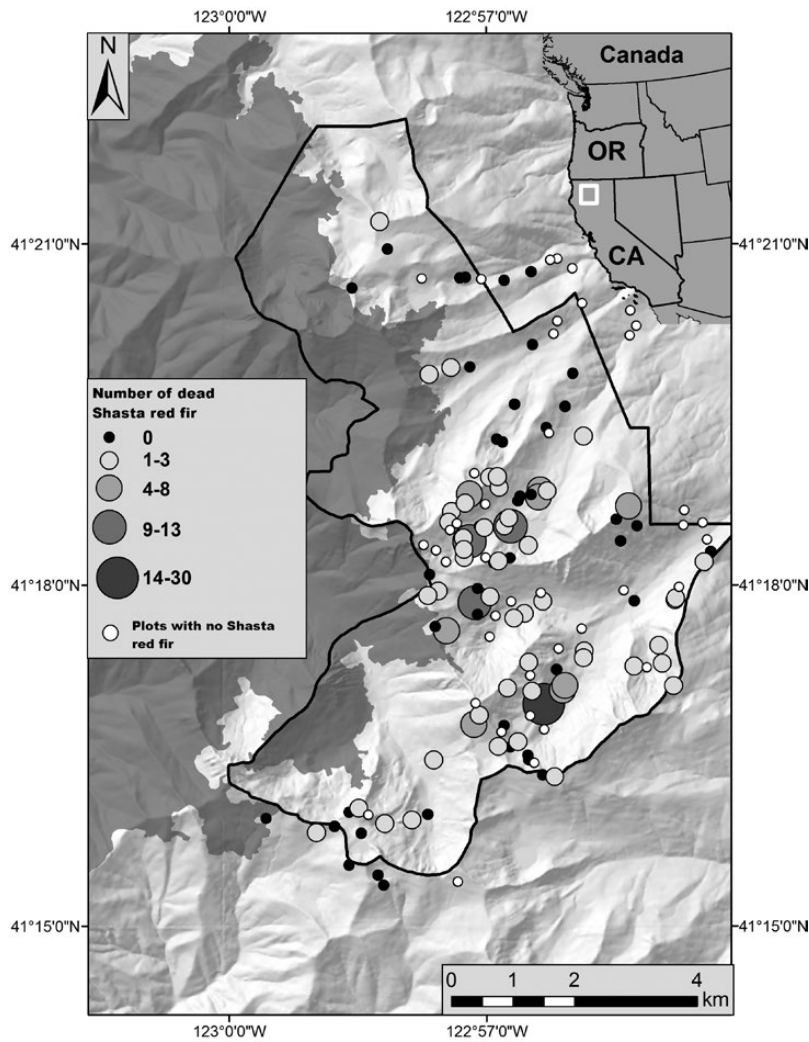 123°0'0"W 122°57'0"W
N
Canada
OR
CA
41°21'0"N 41°21'0"N
Number of dead
Shasta red fir
0
1-3
4-8
9-13
14-30
Plots with no Shasta
red fir
41°18'0"N 41°18'0"N
41°15'0"N 41°15'0"N
0 1 2 4
km
123°0'0"W 122°57'0"W